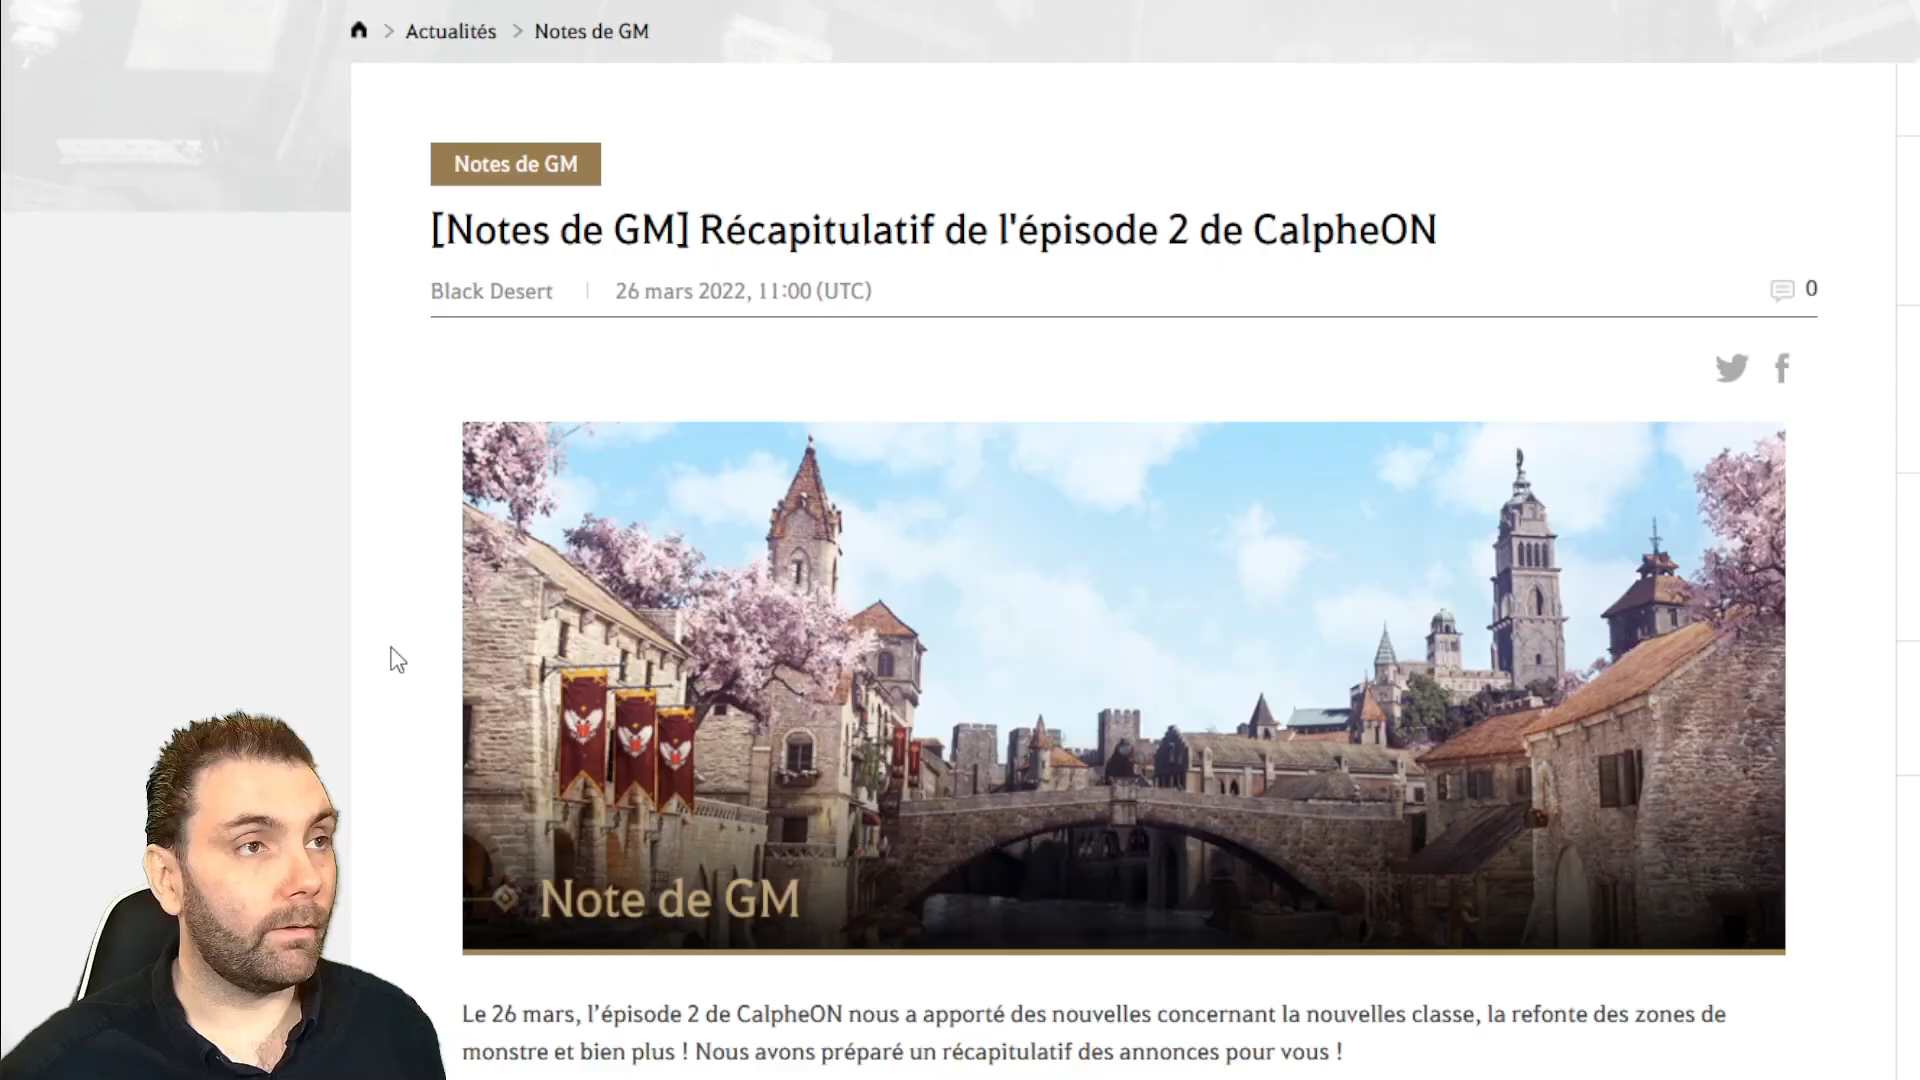 Actualités > Notes de GM
Notes de GM
[Notes de GM] Récapitulatif de l'épisode 2 de CalpheON
Black Desert | 26 mars 2022, 11:00 (UTC)
0
Note de GM
Le 26 mars, l’épisode 2 de CalpheON nous a apporté des nouvelles concernant la nouvelles classe, la refonte des zones de
monstre et bien plus ! Nous avons préparé un récapitulatif des annonces pour vous !